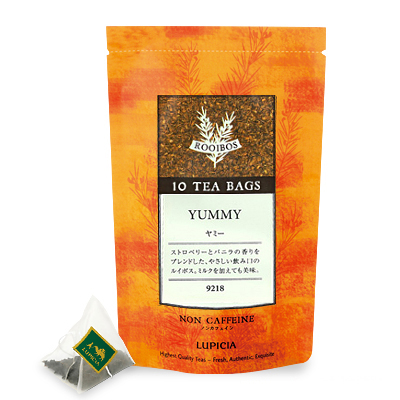 ROOIBOS
10 TEA BAGS
YUMMY
ヤミー
ストロベリーとバニラの香りを
ブレンドした、やさしい飲み口の
ルイボス。ミルクを加えても美味。
9218
NON CAFFEINE
ノンカフェイン
LUPICIA
Highest Quality Teas – Fresh, Authentic, Exquisite
LUPICIA